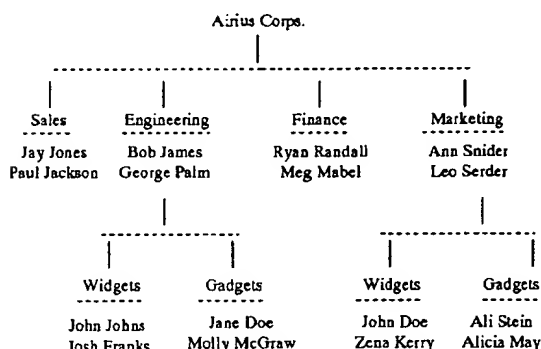 Airius Corps.
Sales
Engineering
Finance
Marketing
Jay Jones
Paul Jackson
Bob James
George Palm
Ryan Randall
Meg Mabel
Ann Snider
Leo Serder
Widgets
Gadgets
Widgets
Gadgets
John Johns
Josh Franks
Jane Doe
Molly McGraw
John Doe
Zena Kerry
Ali Stein
Alicia May